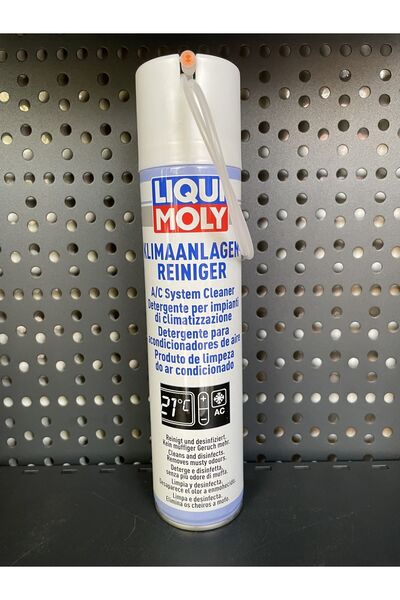 LIQUI
MOLY
KLIMAANLAGEN
REINIGER
A/C System Cleaner
Detergente per impianti
di climatizzazione
Detergente para
acondicionadores de aire
Produto de limpeza
do ar condicionado
21°C
+
-
AC
Reinigt und desinfiziert.
Kein muffiger Geruch mehr.
Cleans and disinfects.
Removes musty odours.
Deterge e disinfetta,
senza più odore di muffa.
Limpia y desinfecta.
Desaparece el olor a enmohecido.
Limpa e desinfecta.
Elimina os cheiros a mofo.